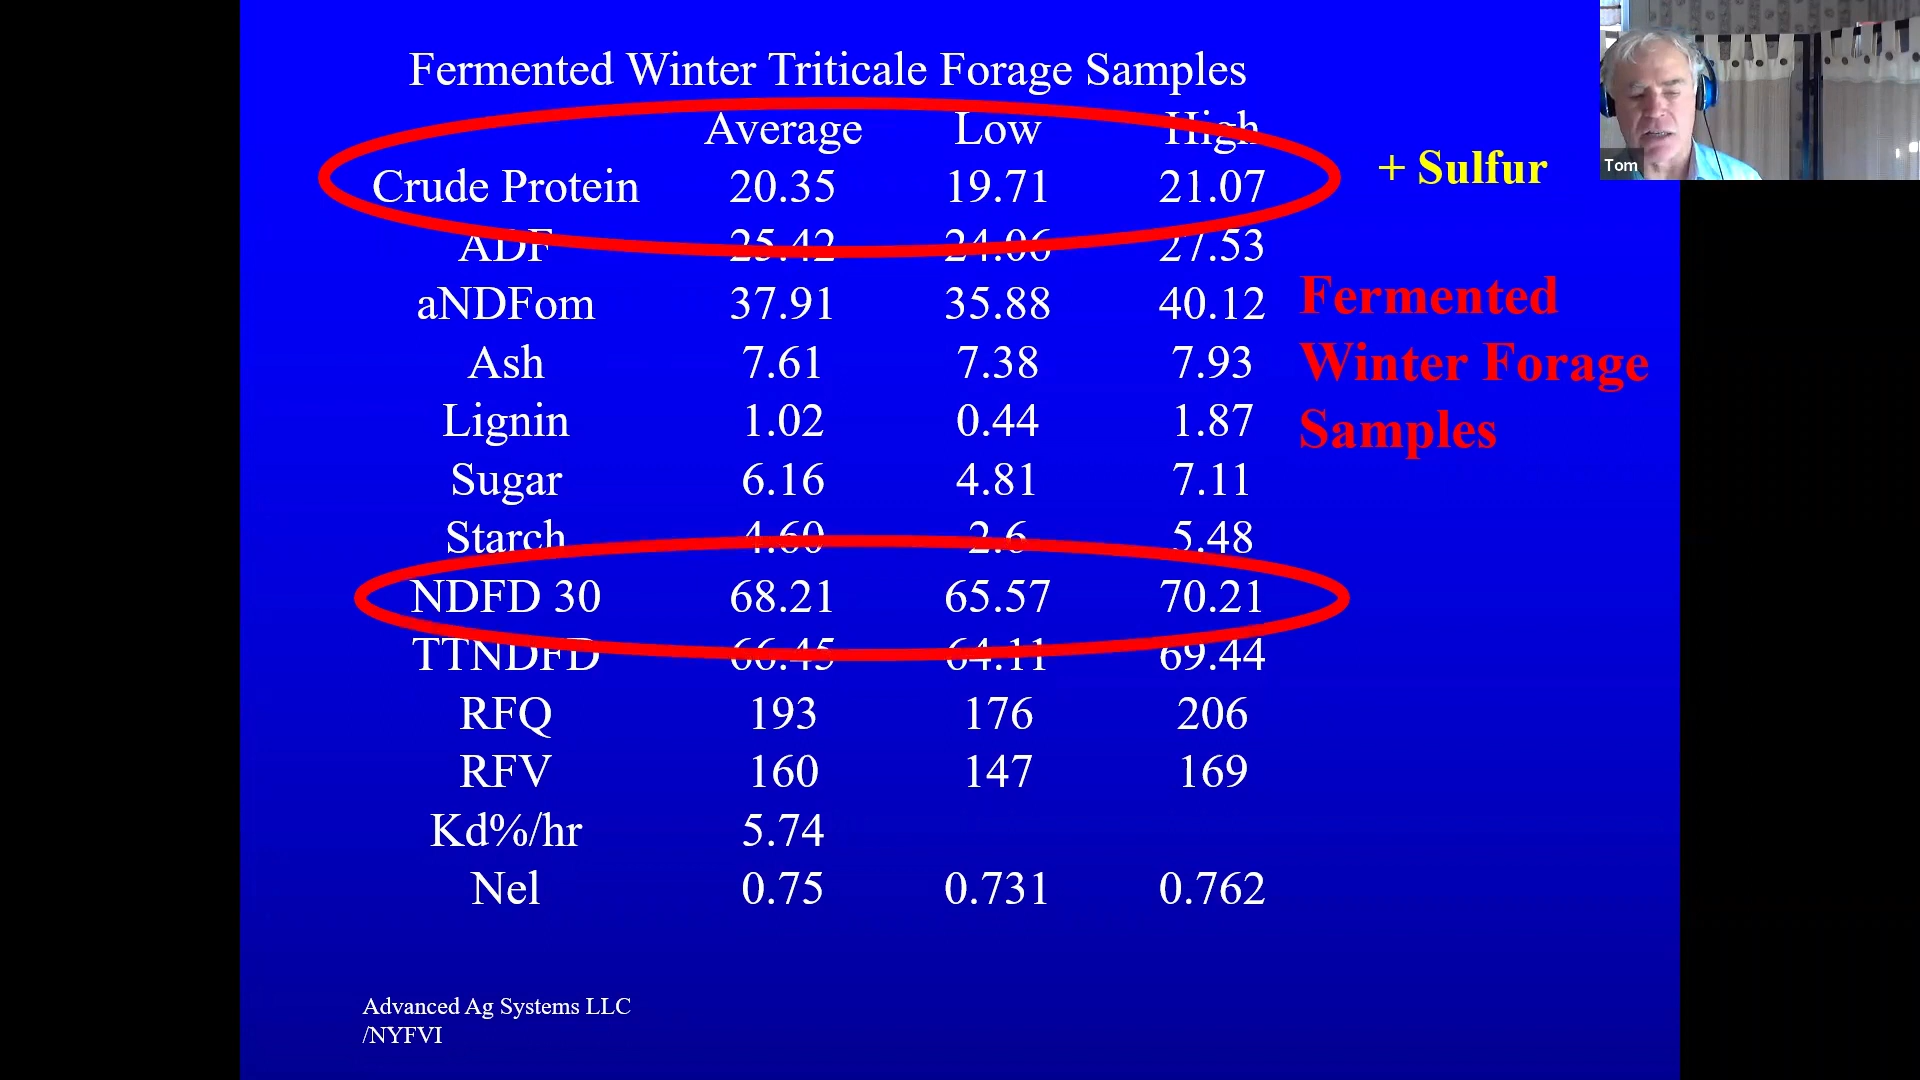 Fermented Winter Triticale Forage Samples
Average Low High
Crude Protein 20.35 19.71 21.07
+ Sulfur
ADF 25.42 24.06 27.53
aNDFom 37.91 35.88 40.12
Ash 7.61 7.38 7.93
Lignin 1.02 0.44 1.87
Sugar 6.16 4.81 7.11
Starch 4.60 2.6 5.48
NDFD 30 68.21 65.57 70.21
TTNDFD 66.45 64.11 69.44
RFQ 193 176 206
RFV 160 147 169
Kd%/hr 5.74
Nel 0.75 0.731 0.762
Fermented
Winter Forage
Samples
Advanced Ag Systems LLC
/NYFVI
Tom